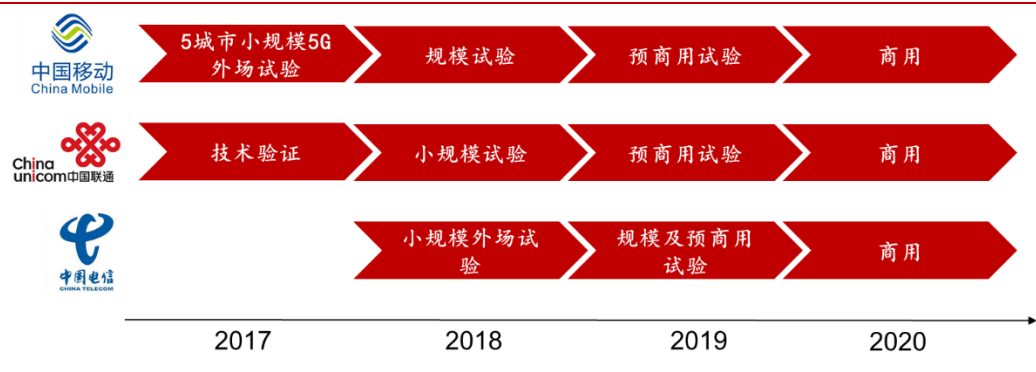 5城市小规模5G
外场试验
规模试验
预商用试验
商用
中国移动
China Mobile
技术验证
小规模试验
预商用试验
商用
China
unicom中国联通
小规模外场试
验
规模及预商用
试验
商用
中国电信
CHINA TELECOM
2017
2018
2019
2020